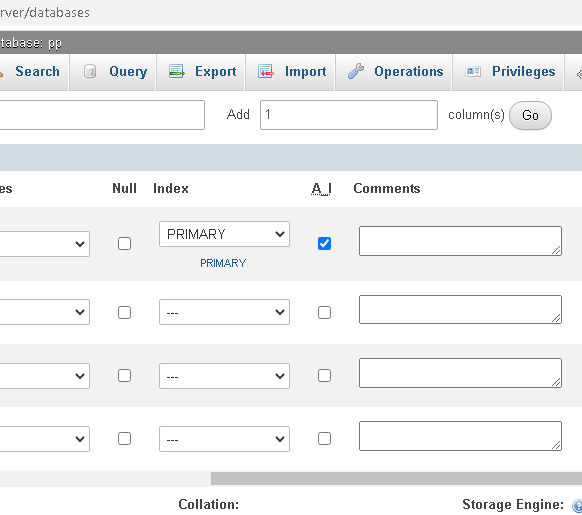 rver/databases
tabase: pp
Search Query Export Import Operations Privileges
Add 1 column(s) Go
es Null Index A_I Comments
PRIMARY
PRIMARY
---
---
---
Collation: Storage Engine: